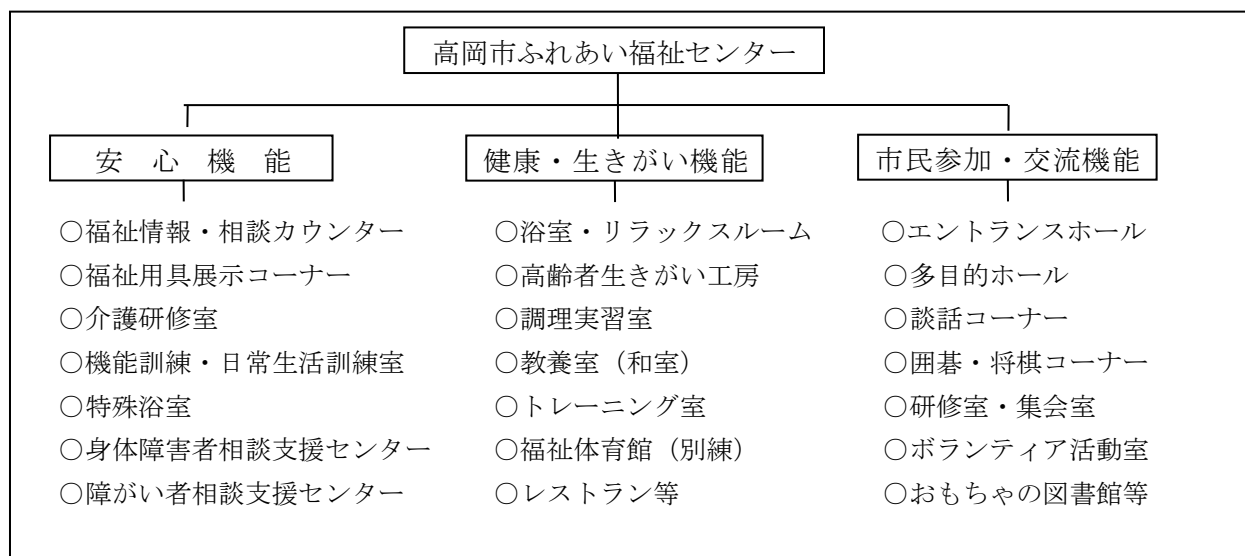 高岡市ふれあい福祉センター
安心機能
○福祉情報・相談カウンター
○福祉用具展示コーナー
○介護研修室
○機能訓練・日常生活訓練室
○特殊浴室
○身体障害者相談支援センター
○障がい者相談支援センター
健康・生きがい機能
○浴室・リラックスルーム
○高齢者生きがい工房
○調理実習室
○教養室（和室）
○トレーニング室
○福祉体育館（別練）
○レストラン等
市民参加・交流機能
○エントランスホール
○多目的ホール
○談話コーナー
○囲碁・将棋コーナー
○研修室・集会室
○ボランティア活動室
○おもちゃの図書館等